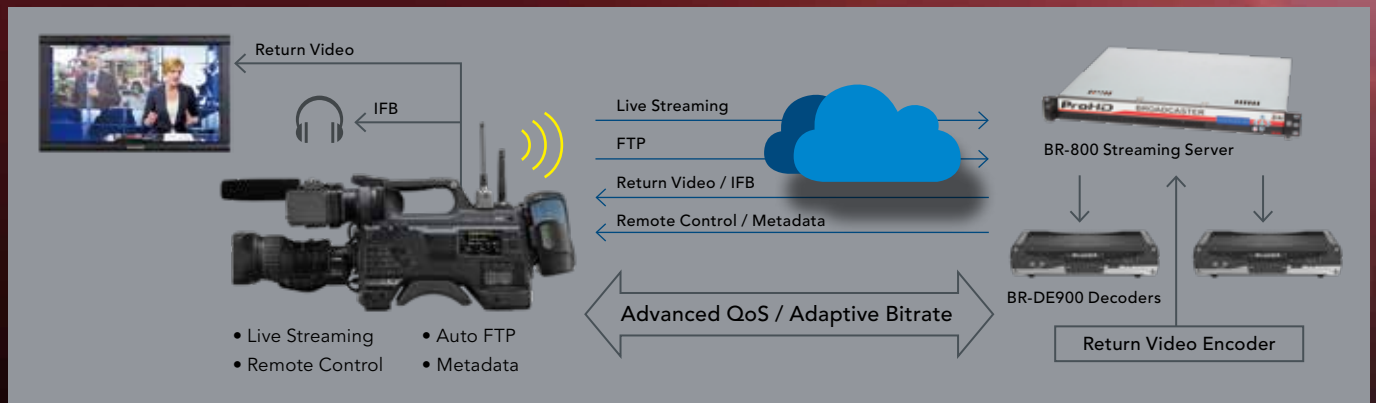 Return Video
IFB
Live Streaming
FTP
Return Video / IFB
Remote Control / Metadata
ProHD BROADCASTER
BR-800 Streaming Server
BR-DE900 Decoders
Advanced QoS / Adaptive Bitrate
Return Video Encoder
• Live Streaming
• Auto FTP
• Remote Control
• Metadata